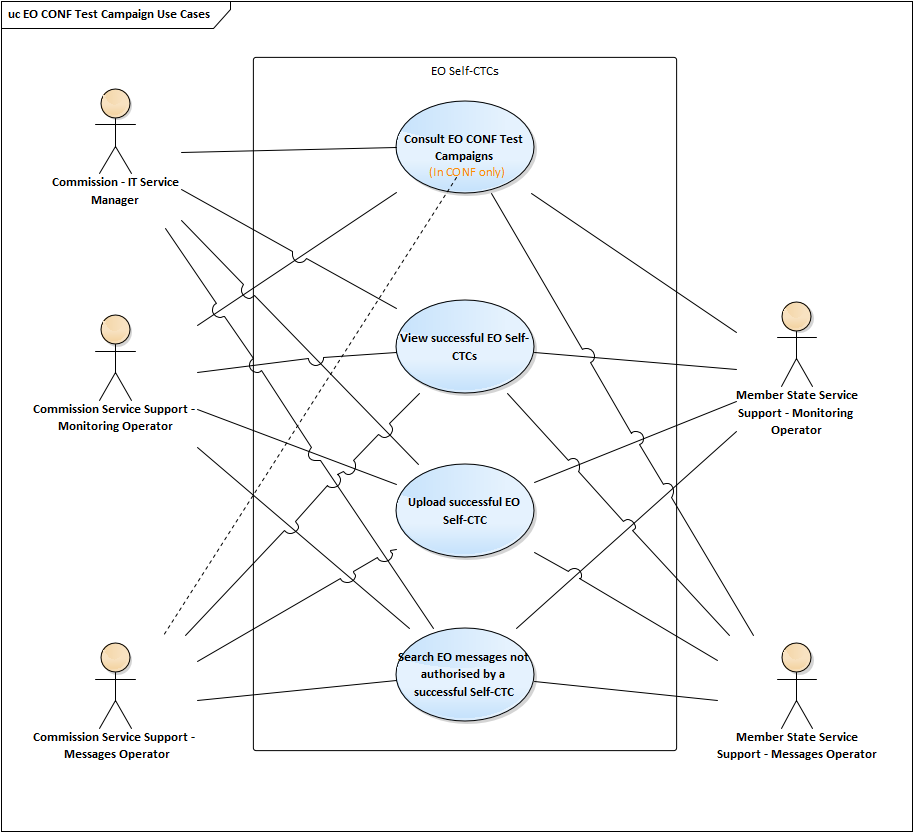 uc EO CONF Test Campaign Use Cases
EO Self-CTCs
Consult EO CONF Test
Campaigns
(In CONF only)
Commission - IT Service
Manager
View successful EO Self-
CTCs
Commission Service Support -
Monitoring Operator
Member State Service
Support - Monitoring
Operator
Upload successful EO
Self-CTC
Search EO messages not
authorised by a
successful Self-CTC
Commission Service Support -
Messages Operator
Member State Service
Support - Messages Operator